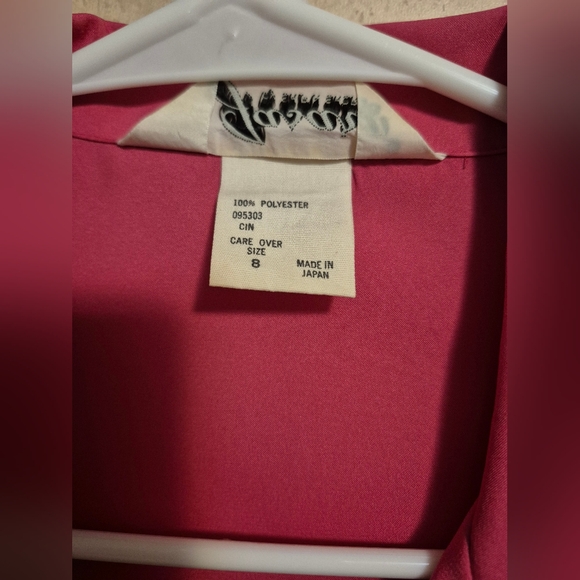 100% POLYESTER
095303
CIN
CARE OVER
SIZE
8
MADE IN
JAPAN